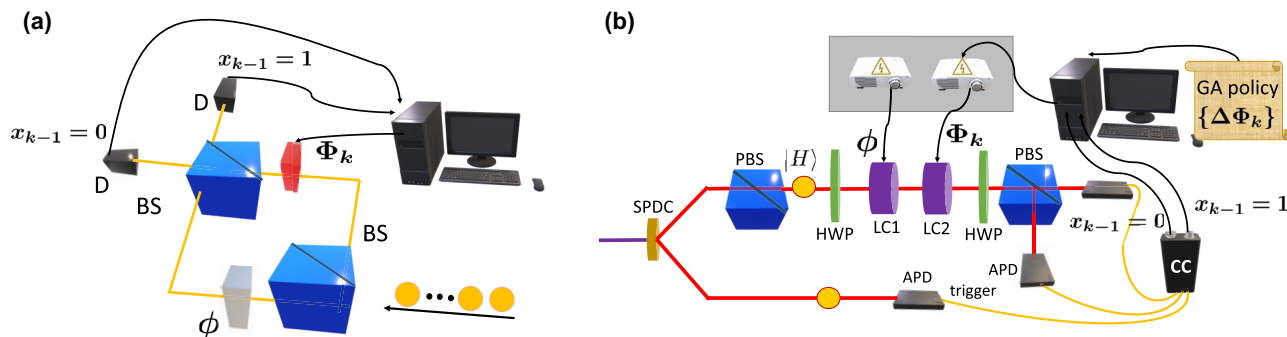 (a)
x_{k-1} = 1
D
x_{k-1} = 0
D
BS
Φ_k
BS
ϕ
(b)
GA policy
{ΔΦ_k}
ϕ
Φ_k
PBS
|H⟩
PBS
SPDC
HWP
LC1
LC2
HWP
x_{k-1} = 0
x_{k-1} = 1
APD
trigger
APD
CC